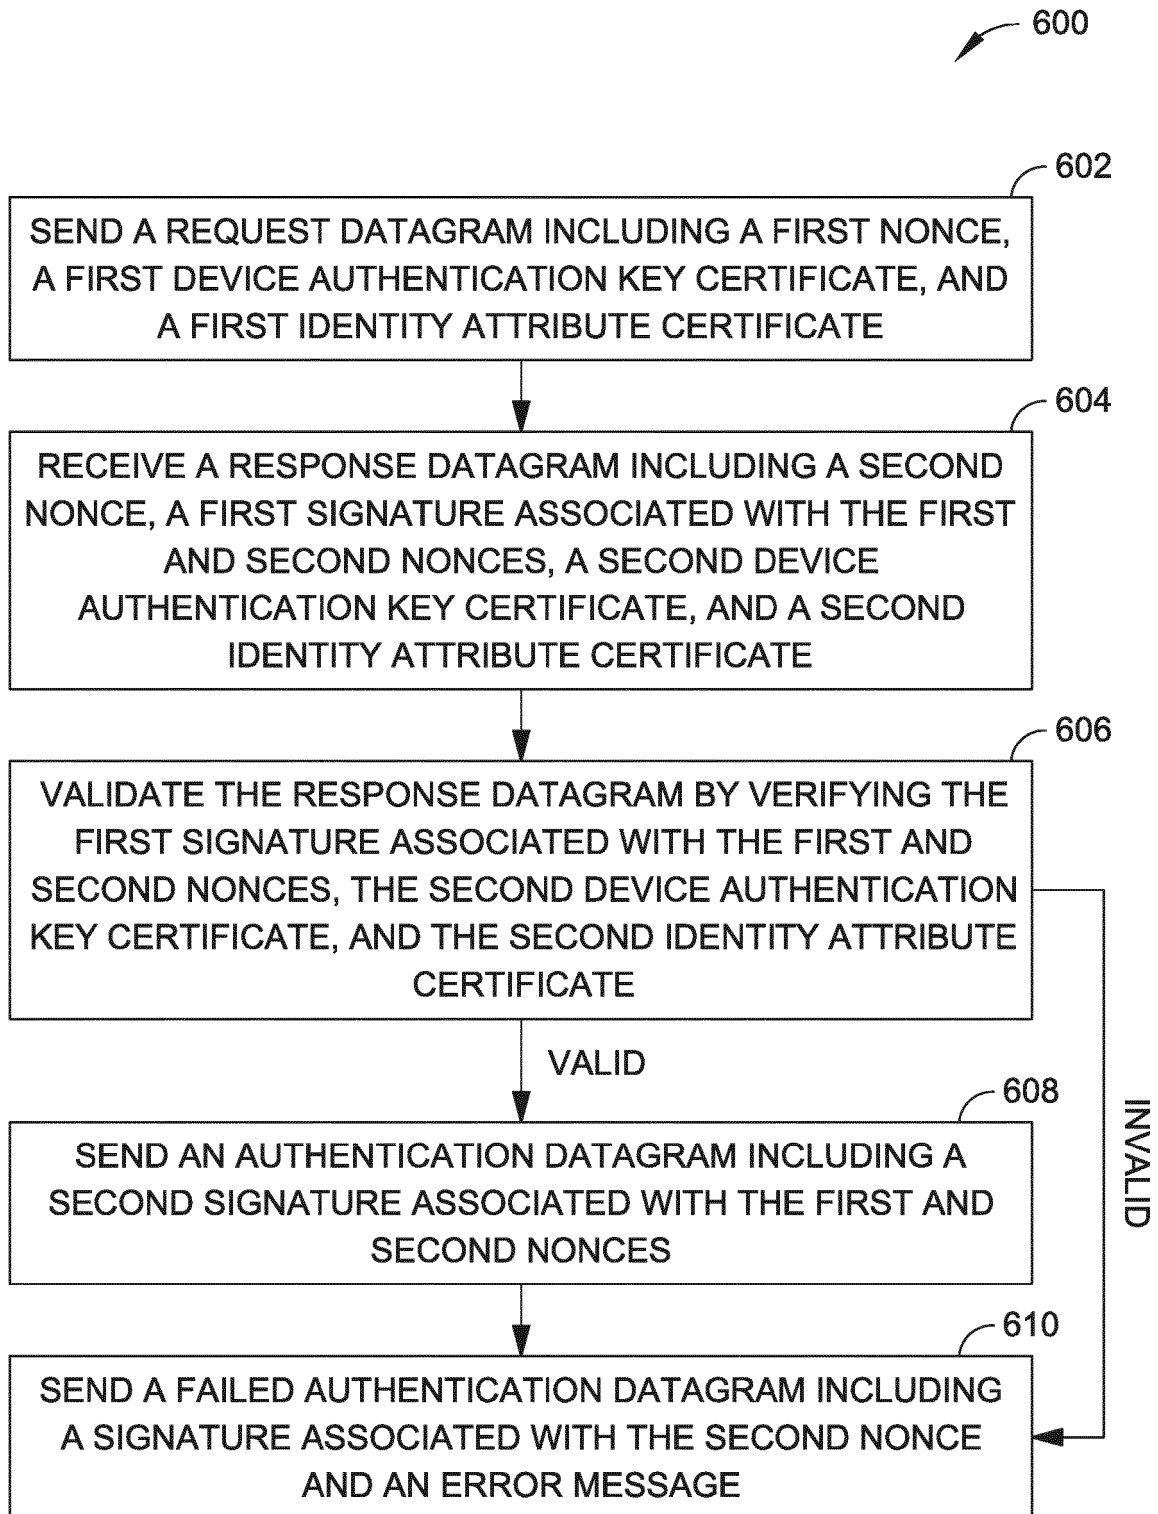 600
602
SEND A REQUEST DATAGRAM INCLUDING A FIRST NONCE,
A FIRST DEVICE AUTHENTICATION KEY CERTIFICATE, AND
A FIRST IDENTITY ATTRIBUTE CERTIFICATE
604
RECEIVE A RESPONSE DATAGRAM INCLUDING A SECOND
NONCE, A FIRST SIGNATURE ASSOCIATED WITH THE FIRST
AND SECOND NONCES, A SECOND DEVICE
AUTHENTICATION KEY CERTIFICATE, AND A SECOND
IDENTITY ATTRIBUTE CERTIFICATE
606
VALIDATE THE RESPONSE DATAGRAM BY VERIFYING THE
FIRST SIGNATURE ASSOCIATED WITH THE FIRST AND
SECOND NONCES, THE SECOND DEVICE AUTHENTICATION
KEY CERTIFICATE, AND THE SECOND IDENTITY ATTRIBUTE
CERTIFICATE
VALID
INVALID
608
SEND AN AUTHENTICATION DATAGRAM INCLUDING A
SECOND SIGNATURE ASSOCIATED WITH THE FIRST AND
SECOND NONCES
610
SEND A FAILED AUTHENTICATION DATAGRAM INCLUDING
A SIGNATURE ASSOCIATED WITH THE SECOND NONCE
AND AN ERROR MESSAGE